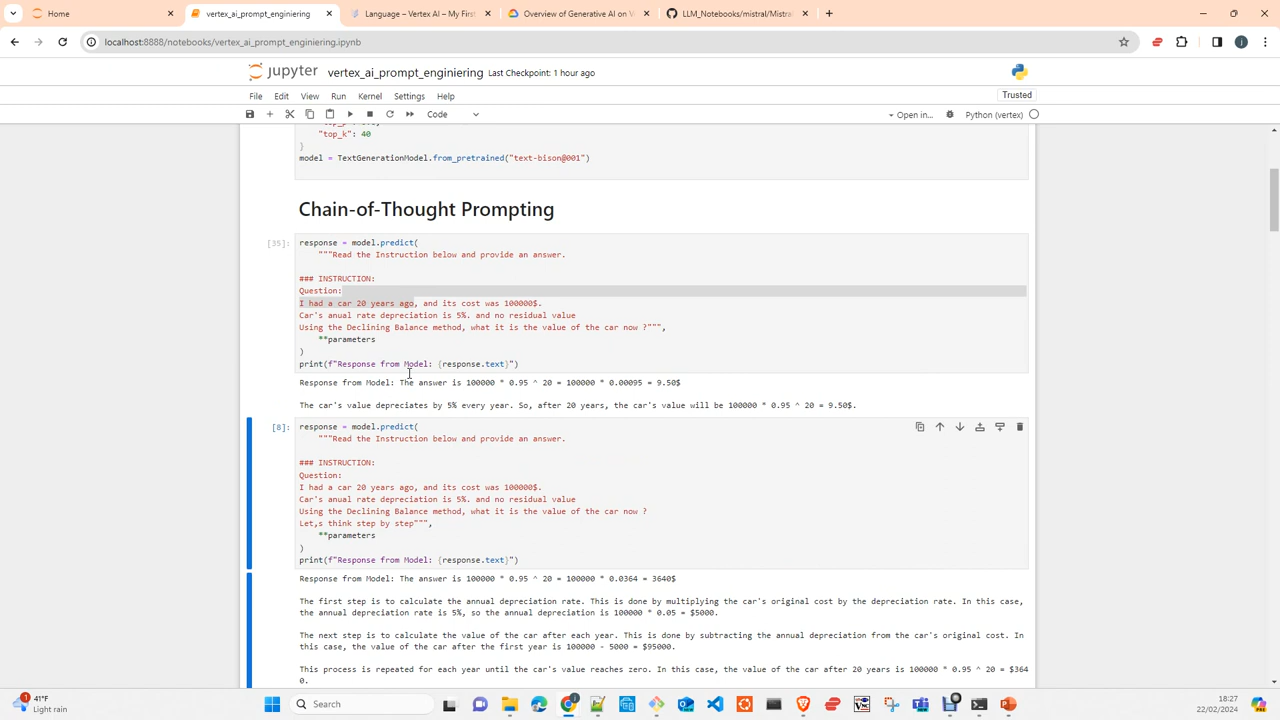 Home
vertex_ai_prompt_enginiering
Language – Vertex AI – My Firs
Overview of Generative AI on V
LLM_Notebooks/mistral/Mistral
localhost:8888/notebooks/vertex_ai_prompt_enginiering.ipynb
jupyter vertex_ai_prompt_enginiering Last Checkpoint: 1 hour ago
File Edit View Run Kernel Settings Help
Trusted
Code
Open in...
Python (vertex)
"top_k": 40
}
model = TextGenerationModel.from_pretrained("text-bison@001")
Chain-of-Thought Prompting
[35]:
response = model.predict(
"""Read the Instruction below and provide an answer.
### INSTRUCTION:
Question:
I had a car 20 years ago, and its cost was 100000$.
Car's anual rate depreciation is 5%. and no residual value
Using the Declining Balance method, what it is the value of the car now ?""",
**parameters
)
print(f"Response from Model: {response.text}")
Response from Model: The answer is 100000 * 0.95 ^ 20 = 100000 * 0.00095 = 9.50$
The car's value depreciates by 5% every year. So, after 20 years, the car's value will be 100000 * 0.95 ^ 20 = 9.50$.
[8]:
response = model.predict(
"""Read the Instruction below and provide an answer.
### INSTRUCTION:
Question:
I had a car 20 years ago, and its cost was 100000$.
Car's anual rate depreciation is 5%. and no residual value
Using the Declining Balance method, what it is the value of the car now ?
Let,s think step by step""",
**parameters
)
print(f"Response from Model: {response.text}")
Response from Model: The answer is 100000 * 0.95 ^ 20 = 100000 * 0.0364 = 3640$
The first step is to calculate the annual depreciation rate. This is done by multiplying the car's original cost by the depreciation rate. In this case,
the annual depreciation rate is 5%, so the annual depreciation is 100000 * 0.05 = $5000.
The next step is to calculate the value of the car after each year. This is done by subtracting the annual depreciation from the car's original cost. In
this case, the value of the car after the first year is 100000 - 5000 = $95000.
This process is repeated for each year until the car's value reaches zero. In this case, the value of the car after 20 years is 100000 * 0.95 ^ 20 = $364
0.
1
41°F
Light rain
Search
18:27
22/02/2024